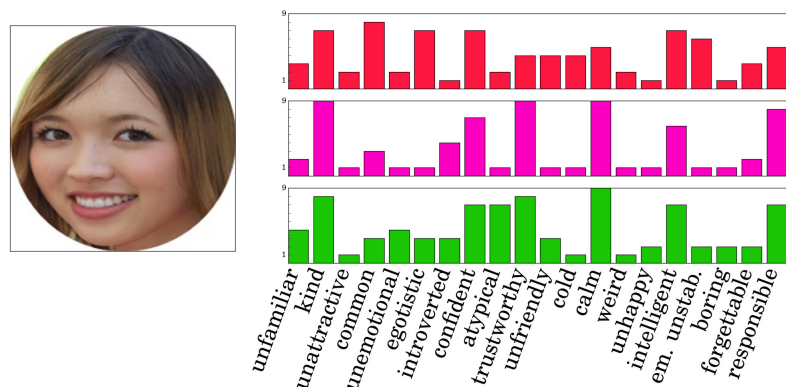 9
1
9
1
9
1
unfamiliar
kind
unattractive
common
unemotional
egotistic
introverted
confident
atypical
trustworthy
unfriendly
cold
calm
weird
unhappy
intelligent
em. unstab.
boring
forgettable
responsible